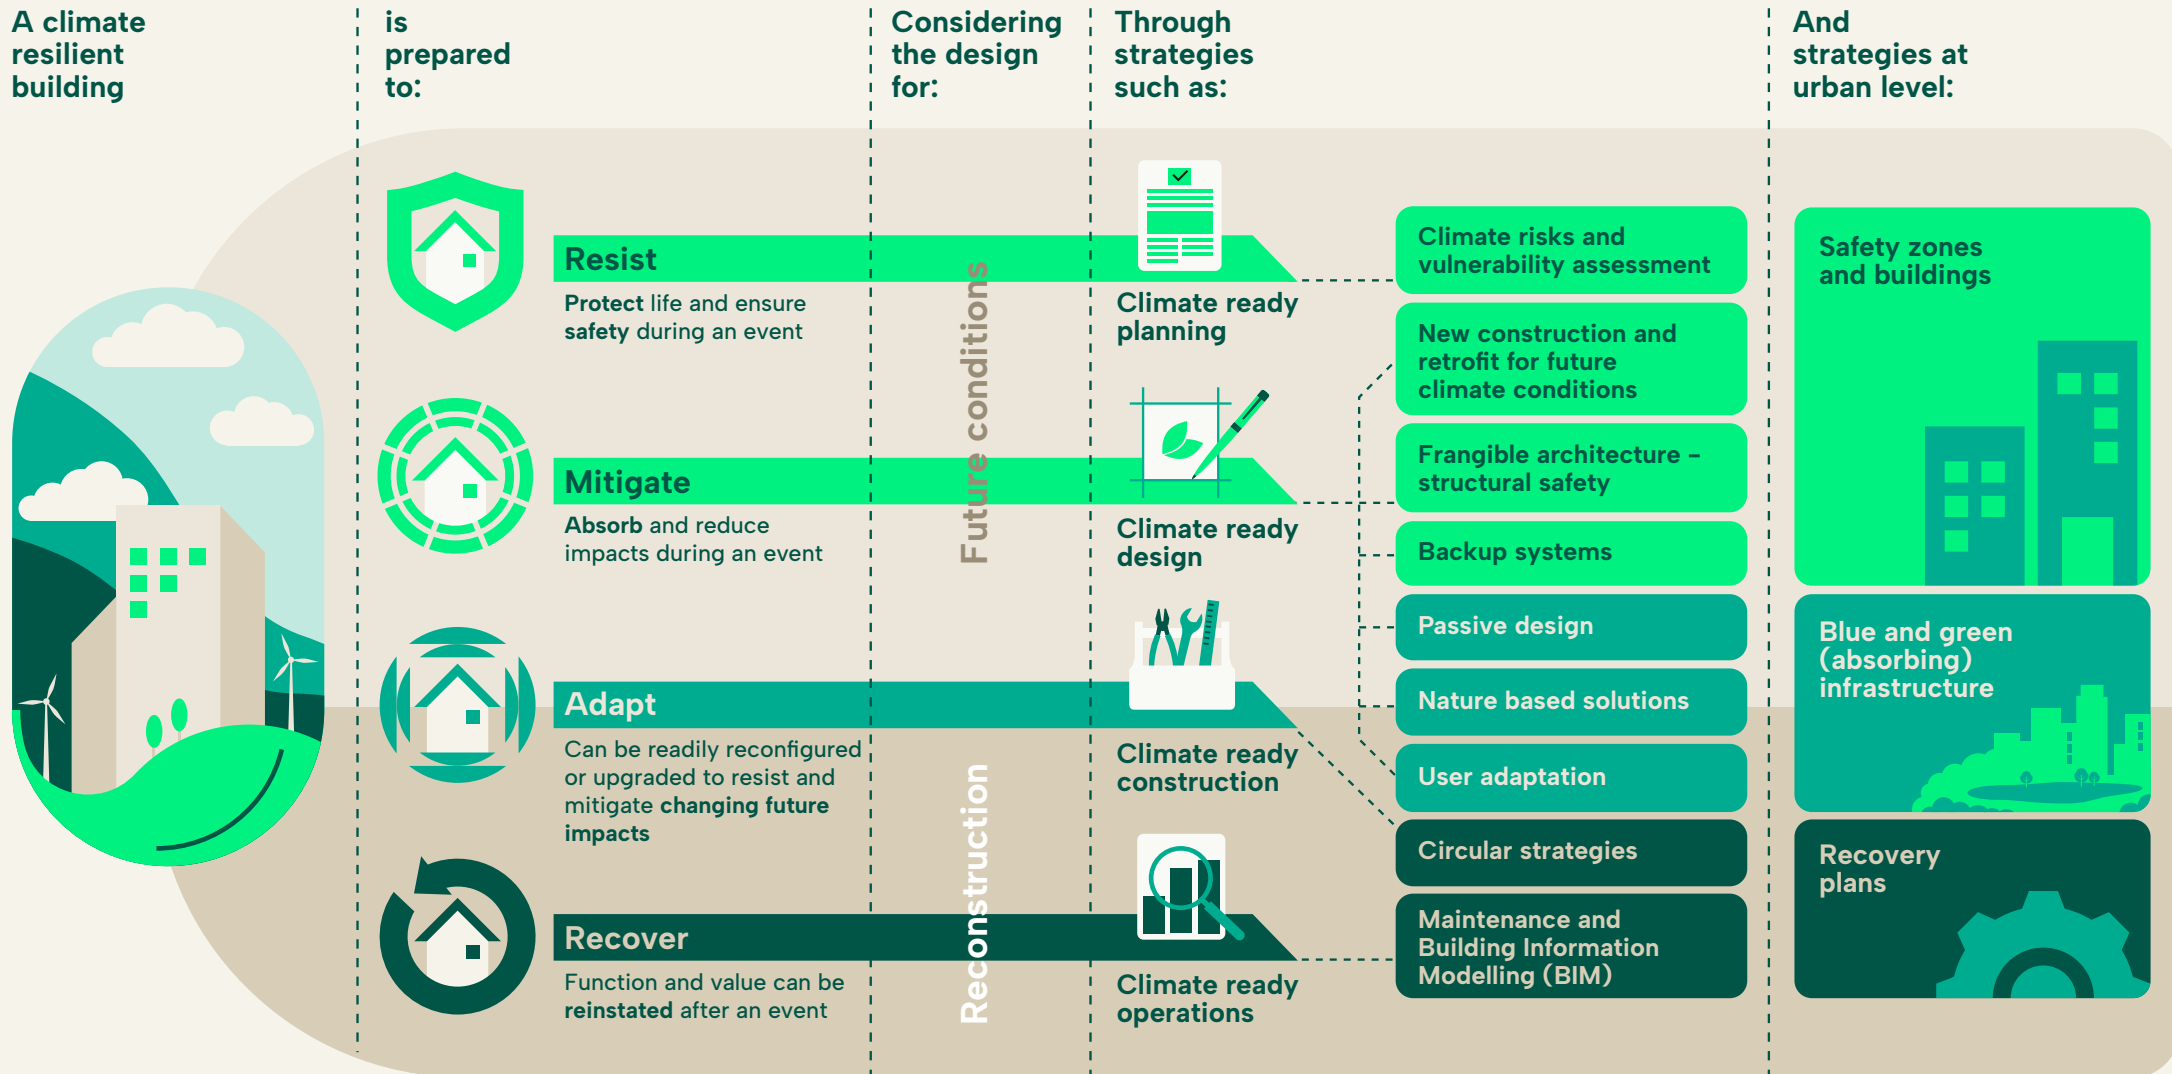 A climate
resilient
building
is
prepared
to:
Considering
the design
for:
Through
strategies
such as:
And
strategies at
urban level:
Resist
Protect life and ensure
safety during an event
Mitigate
Absorb and reduce
impacts during an event
Adapt
Can be readily reconfigured
or upgraded to resist and
mitigate changing future
impacts
Recover
Function and value can be
reinstated after an event
Future conditions
Reconstruction
Climate ready
planning
Climate ready
design
Climate ready
construction
Climate ready
operations
Climate risks and
vulnerability assessment
New construction and
retrofit for future
climate conditions
Frangible architecture –
structural safety
Backup systems
Passive design
Nature based solutions
User adaptation
Circular strategies
Maintenance and
Building Information
Modelling (BIM)
Safety zones
and buildings
Blue and green
(absorbing)
infrastructure
Recovery
plans